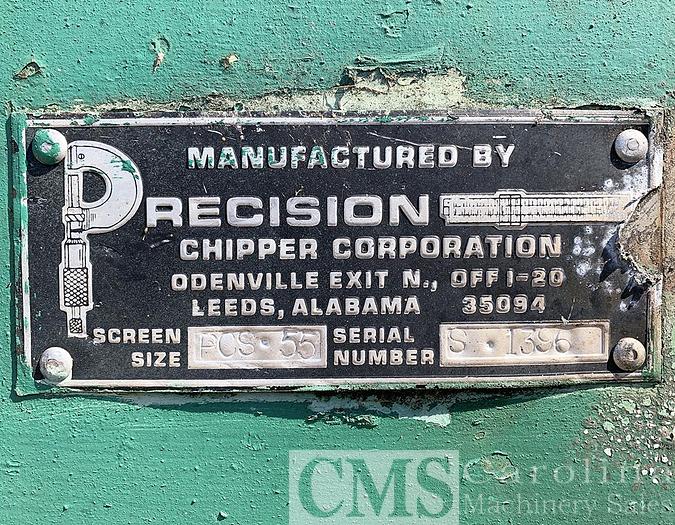 MANUFACTURED BY
PRECISION
CHIPPER CORPORATION
ODENVILLE EXIT N., OFF I-20
LEEDS, ALABAMA 35094
SCREEN SIZE PCS-55 SERIAL NUMBER S-1396
CMS Carolina
Machinery Sales